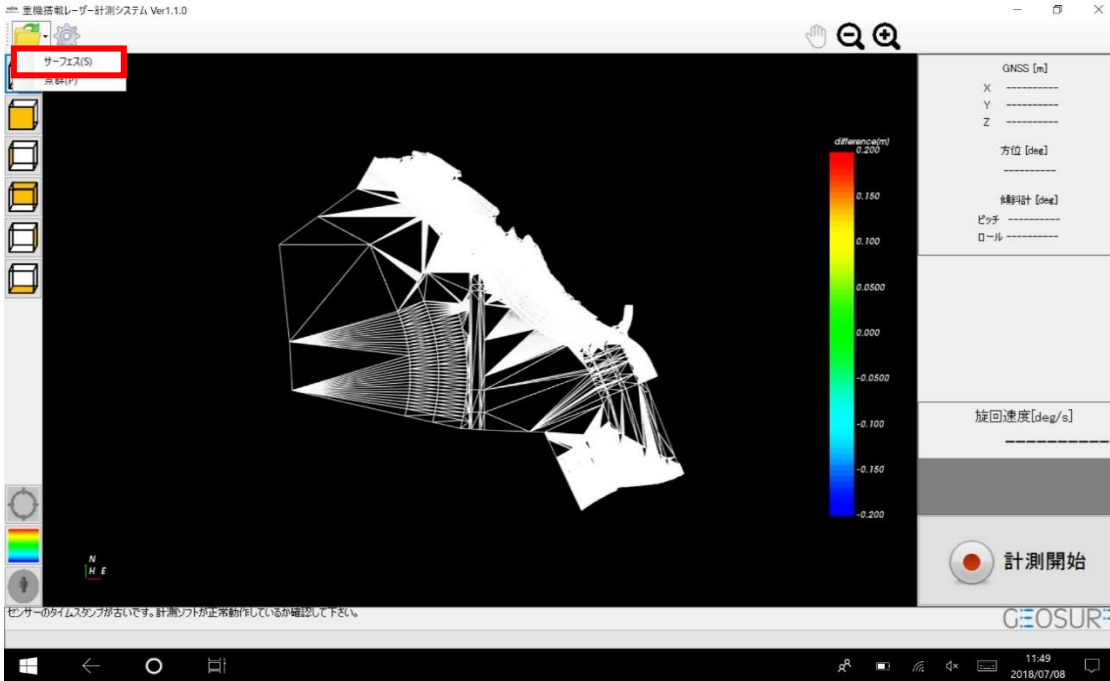 重機搭載レーザー計測システム Ver1.1.0
サーフェス(S)
点群(P)
GNSS [m]
X ----------
Y ----------
Z ----------
方位 [deg]
----------
傾斜計 [deg]
ピッチ ----------
ロール ----------
difference(m)
0.200
0.150
0.100
0.0500
0.000
-0.0500
-0.100
-0.150
-0.200
旋回速度[deg/s]
----------
計測開始
N
H E
センサーのタイムスタンプが古いです。計測ソフトが正常動作しているか確認して下さい。
GEOSURF
11:49
2018/07/08